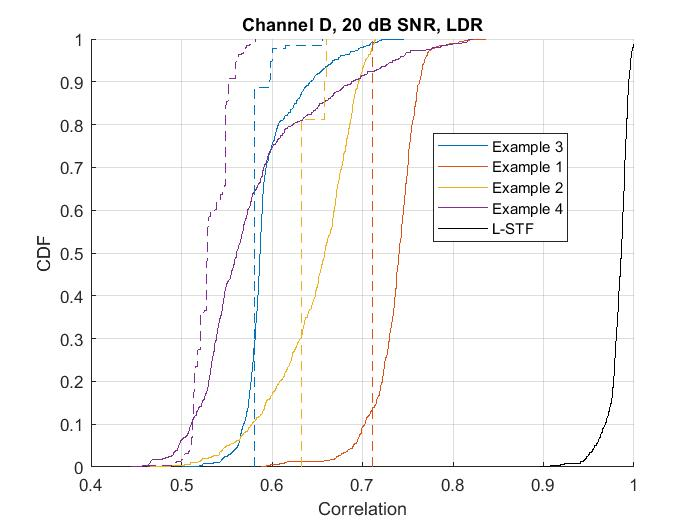 Channel D, 20 dB SNR, LDR
1
0.9
0.8
0.7
0.6
0.5
0.4
0.3
0.2
0.1
0
CDF
Example 3
Example 1
Example 2
Example 4
L-STF
0.4 0.5 0.6 0.7 0.8 0.9 1
Correlation